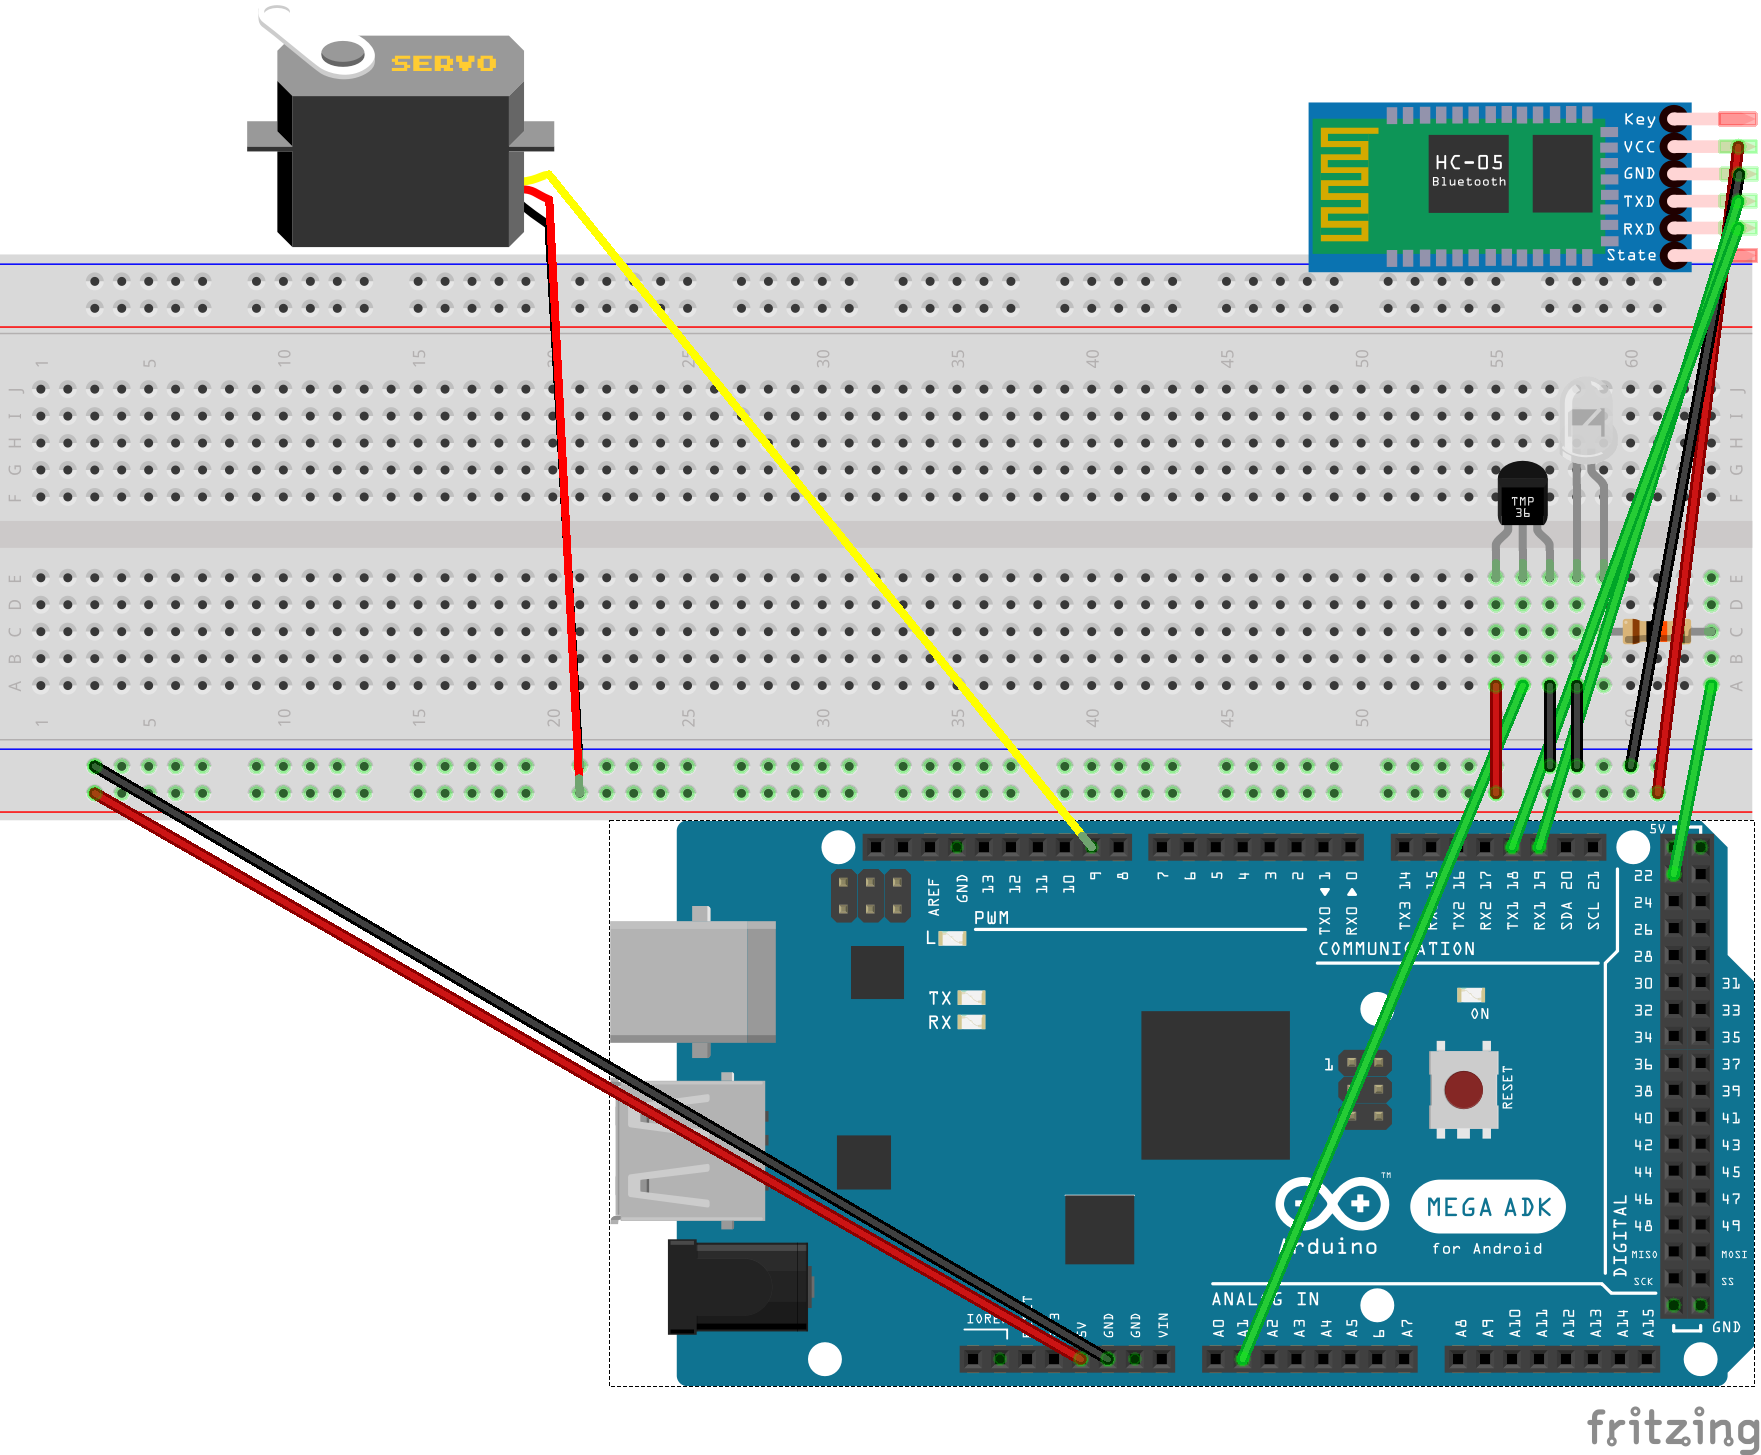 SERVO
Key
VCC
GND
TXD
RXD
State
HC-05
Bluetooth
1 5 10 15 20 25 30 35 40 45 50 55 60
J J
I I
H H
G G
F F
TMP
36
E E
D D
C C
B B
A A
1 5 10 15 20 25 30 35 40 45 50 60
5V
AREF GND 13 12 11 10 9 8 7 6 5 4 3 2 TX0 1 RX0 0 TX3 14 15 TX2 16 RX2 17 TX1 18 RX1 19 SDA 20 SCL 21
PWM
L
COMMUNICATION
TX
RX
ON
1
RESET
22
24
26
28
30 31
32 33
34 35
36 37
38 39
40 41
42 43
44 45
46 47
48 49
MISO MOSI
SCK SS
DIGITAL
GND
TM
Arduino
MEGA ADK
for Android
ANALOG IN
5V GND GND VIN A0 A1 A2 A3 A4 A5 6 A7 A8 A9 A10 A11 A12 A13 A14 A15
fritzing